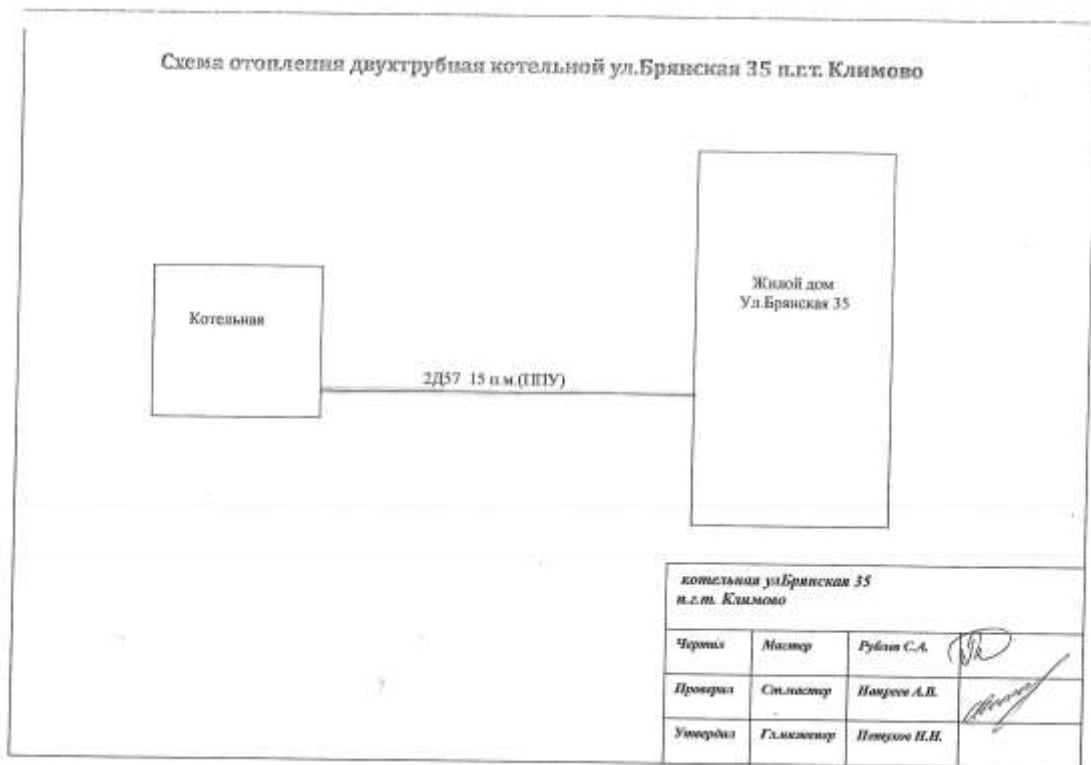 Схема отопления двухтрубная котельной ул.Брянская 35 п.г.т. Климово
Котельная
Жилой дом
Ул.Брянская 35
2Д57 15 п.м.(ППУ)
котельная ул.Брянская 35
п.г.т. Климово
Чертил Мастер С.А.
Проверил Ст.мастер А.В.
Утвердил Гл.инженер Петухов Н.Н.